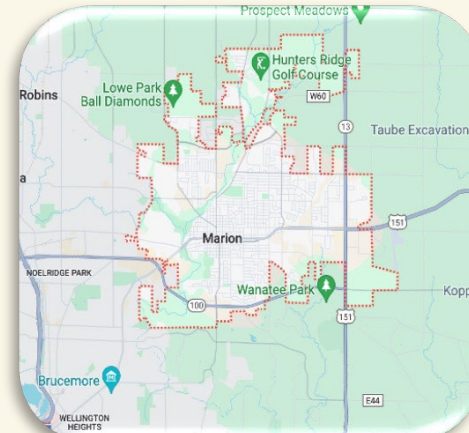 Prospect Meadows
Hunters Ridge
Golf Course
Lowe Park
Ball Diamonds
Robins
W60
13
Taube Excavation
a
151
Marion
NOELRIDGE PARK
Wanatee Park
Kopp
100
151
Brucemore
E44
WELLINGTON
HEIGHTS